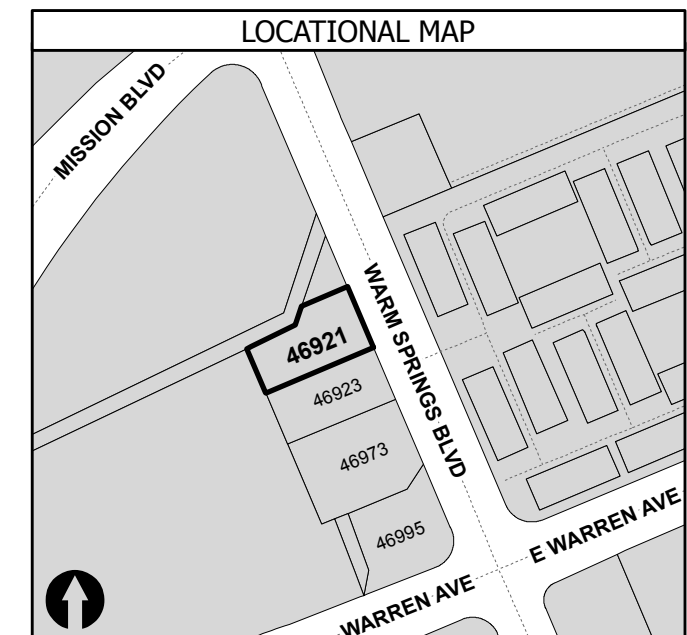 LOCATIONAL MAP
MISSION BLVD
WARM SPRINGS BLVD
46921
46923
46973
46995
E WARREN AVE
WARREN AVE